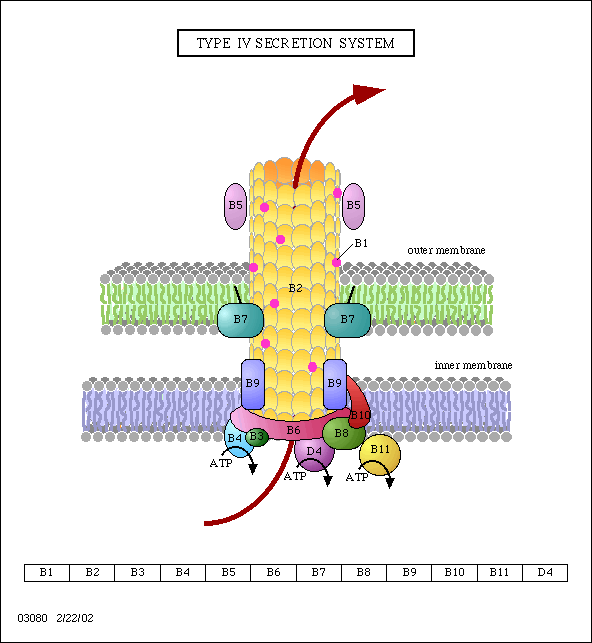 TYPE IV SECRETION SYSTEM
B5
B5
B1
outer membrane
B2
B7
B7
inner membrane
B9
B9
B10
B6
B4
B3
B8
D4
B11
ATP
ATP
ATP
B1 B2 B3 B4 B5 B6 B7 B8 B9 B10 B11 D4
03080 2/22/02